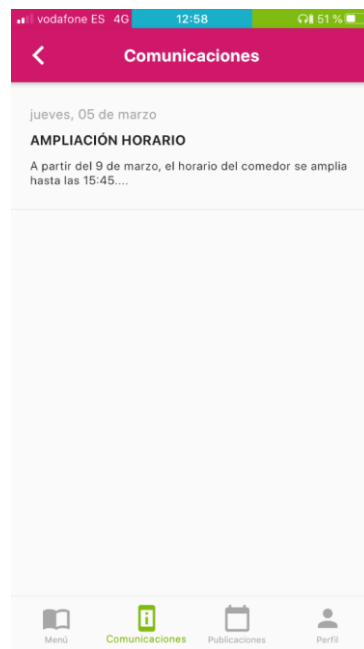 vodafone ES 4G 12:58 51 %
Comunicaciones
jueves, 05 de marzo
AMPLIACIÓN HORARIO
A partir del 9 de marzo, el horario del comedor se amplia
hasta las 15:45....
Menú Comunicaciones Publicaciones Perfil